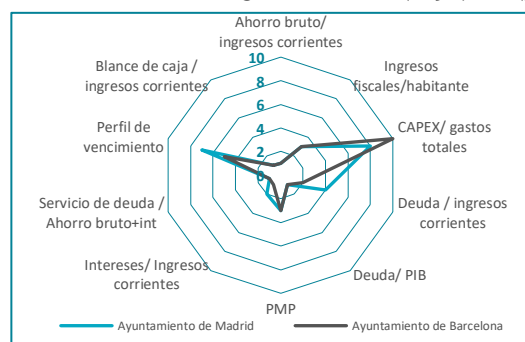 Ahorro bruto/
ingresos corrientes
Ingresos
fiscales/habitante
CAPEX/ gastos
totales
Deuda / ingresos
corrientes
Deuda/ PIB
PMP
Intereses/ Ingresos
corrientes
Servicio de deuda /
Ahorro bruto+int
Perfil de
vencimiento
Blance de caja /
ingresos corrientes
10
8
6
4
2
0
Ayuntamiento de Madrid
Ayuntamiento de Barcelona